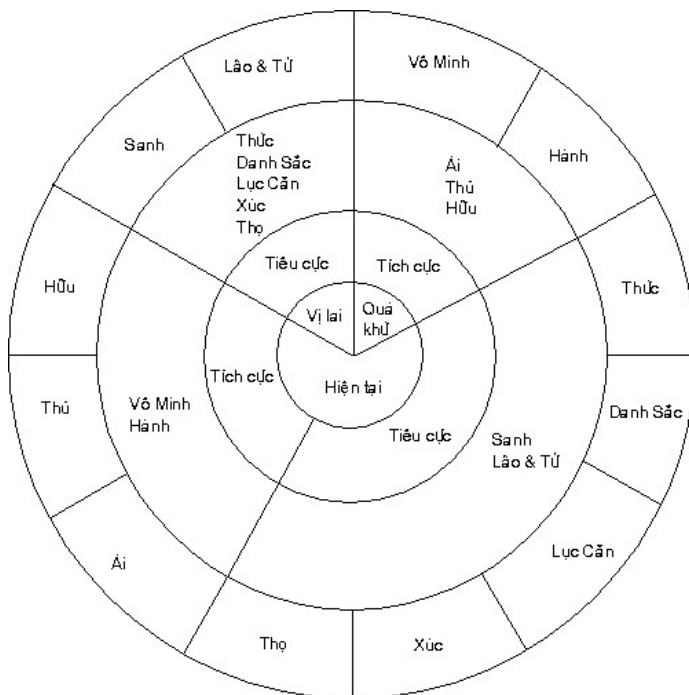 Lão & Tử
Vô Minh
Sanh
Hành
Thức
Danh Sắc
Lục Căn
Xúc
Thọ
Ái
Thủ
Hữu
Tiêu cực
Tích cực
Hữu
Thức
Vị lai
Quá
khứ
Tích cực
Hiện tại
Danh Sắc
Thủ
Vô Minh
Hành
Tiêu cực
Sanh
Lão & Tử
Ái
Lục Căn
Thọ
Xúc